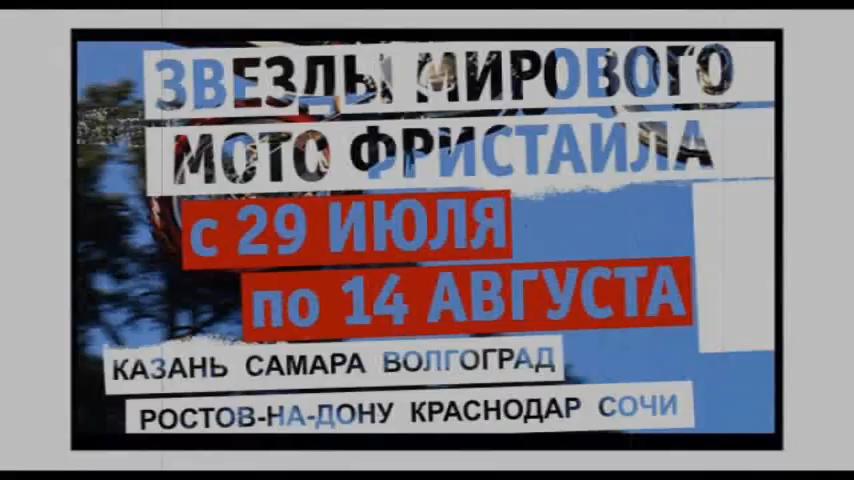 ЗВЕЗДЫ МИРОВОГО
МОТО ФРИСТАЙЛА
с 29 ИЮЛЯ
по 14 АВГУСТА
КАЗАНЬ САМАРА ВОЛГОГРАД
РОСТОВ-НА-ДОНУ КРАСНОДАР СОЧИ